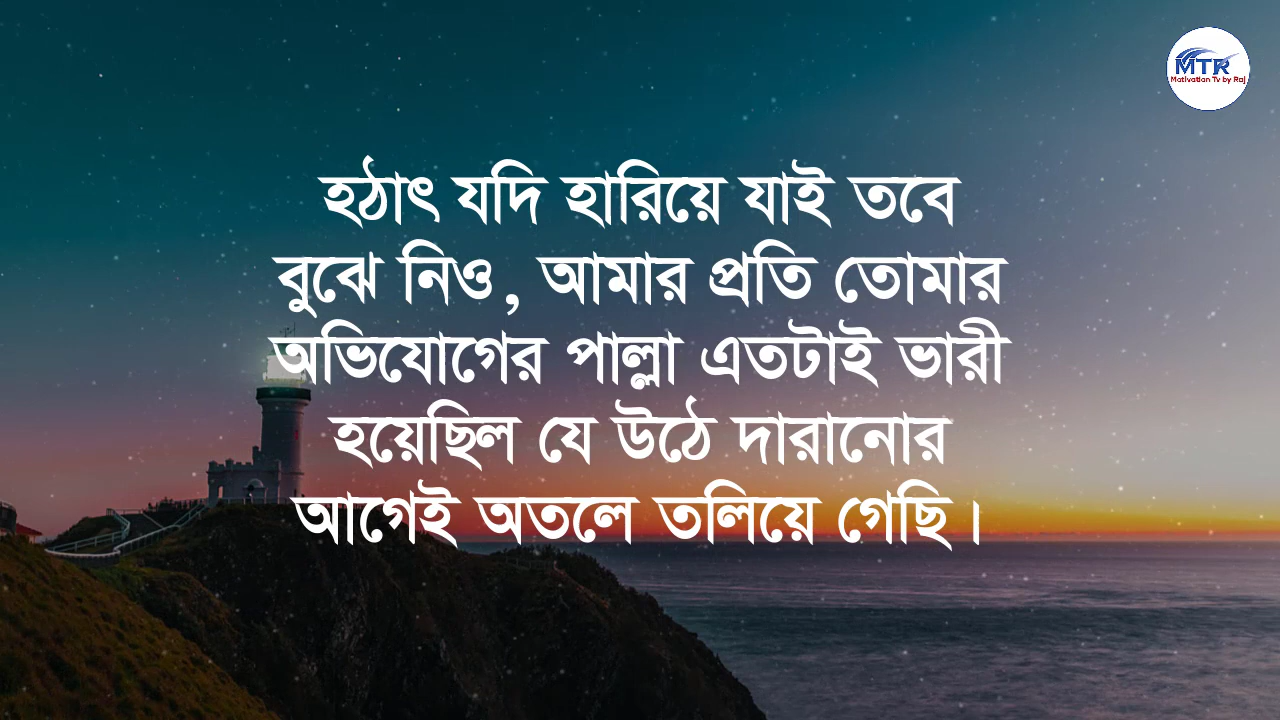 MTR
Motivation Tv by Raj
হঠাৎ যদি হারিয়ে যাই তবে
বুঝে নিও, আমার প্রতি তোমার
অভিযোগের পাল্লা এতটাই ভারী
হয়েছিল যে উঠে দারানোর
আগেই অতলে তলিয়ে গেছি।